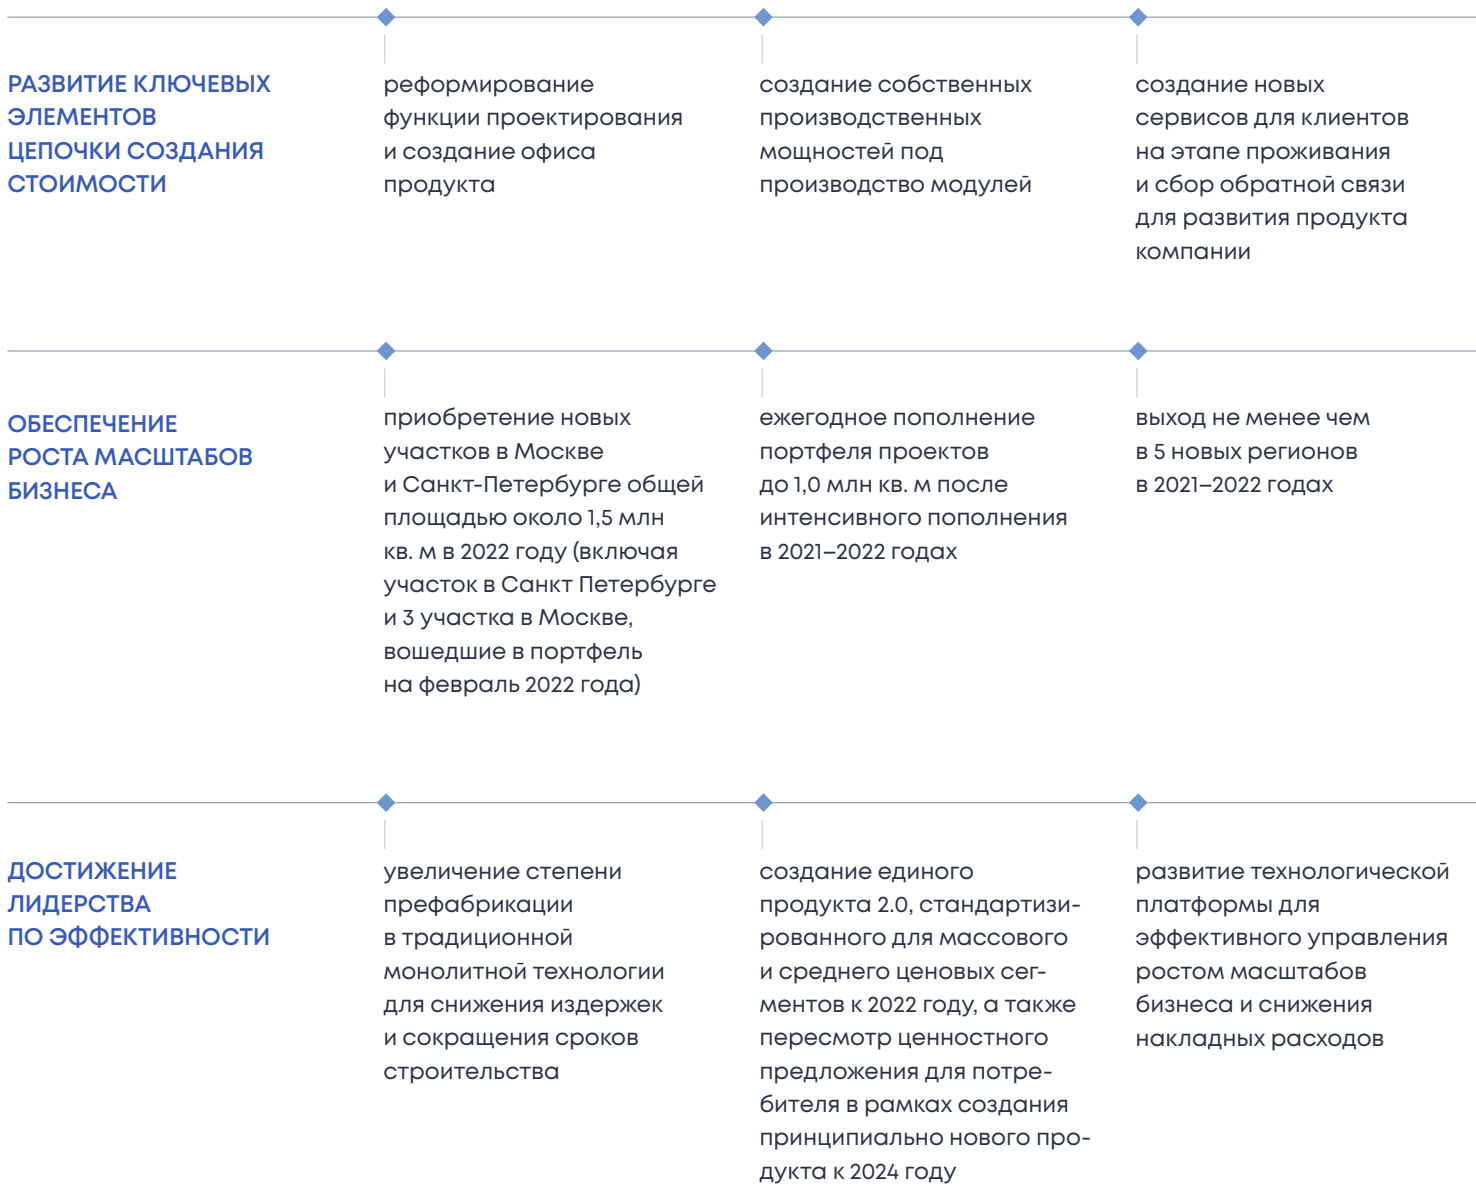 РАЗВИТИЕ КЛЮЧЕВЫХ
ЭЛЕМЕНТОВ
ЦЕПОЧКИ СОЗДАНИЯ
СТОИМОСТИ
реформирование
функции проектирования
и создание офиса
продукта
создание собственных
производственных
мощностей под
производство модулей
создание новых
сервисов для клиентов
на этапе проживания
и сбор обратной связи
для развития продукта
компании
ОБЕСПЕЧЕНИЕ
РОСТА МАСШТАБОВ
БИЗНЕСА
приобретение новых
участков в Москве
и Санкт-Петербурге общей
площадью около 1,5 млн
кв. м в 2022 году (включая
участок в Санкт Петербурге
и 3 участка в Москве,
вошедшие в портфель
на февраль 2022 года)
ежегодное пополнение
портфеля проектов
до 1,0 млн кв. м после
интенсивного пополнения
в 2021–2022 годах
выход не менее чем
в 5 новых регионов
в 2021–2022 годах
ДОСТИЖЕНИЕ
ЛИДЕРСТВА
ПО ЭФФЕКТИВНОСТИ
увеличение степени
префабрикации
в традиционной
монолитной технологии
для снижения издержек
и сокращения сроков
строительства
создание единого
продукта 2.0, стандартизи-
рованного для массового
и среднего ценовых сег-
ментов к 2022 году, а также
пересмотр ценностного
предложения для потре-
бителя в рамках создания
принципиально нового про-
дукта к 2024 году
развитие технологической
платформы для
эффективного управления
ростом масштабов
бизнеса и снижения
накладных расходов